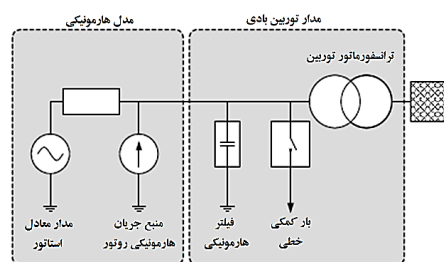 مدل هارمونیکی
مدار توربین بادی
ترانسفورماتور توربین
مدار معادل
استاتور
منبع جریان
هارمونیکی روتور
فیلتر
هارمونیکی
بار کمکی
خطی